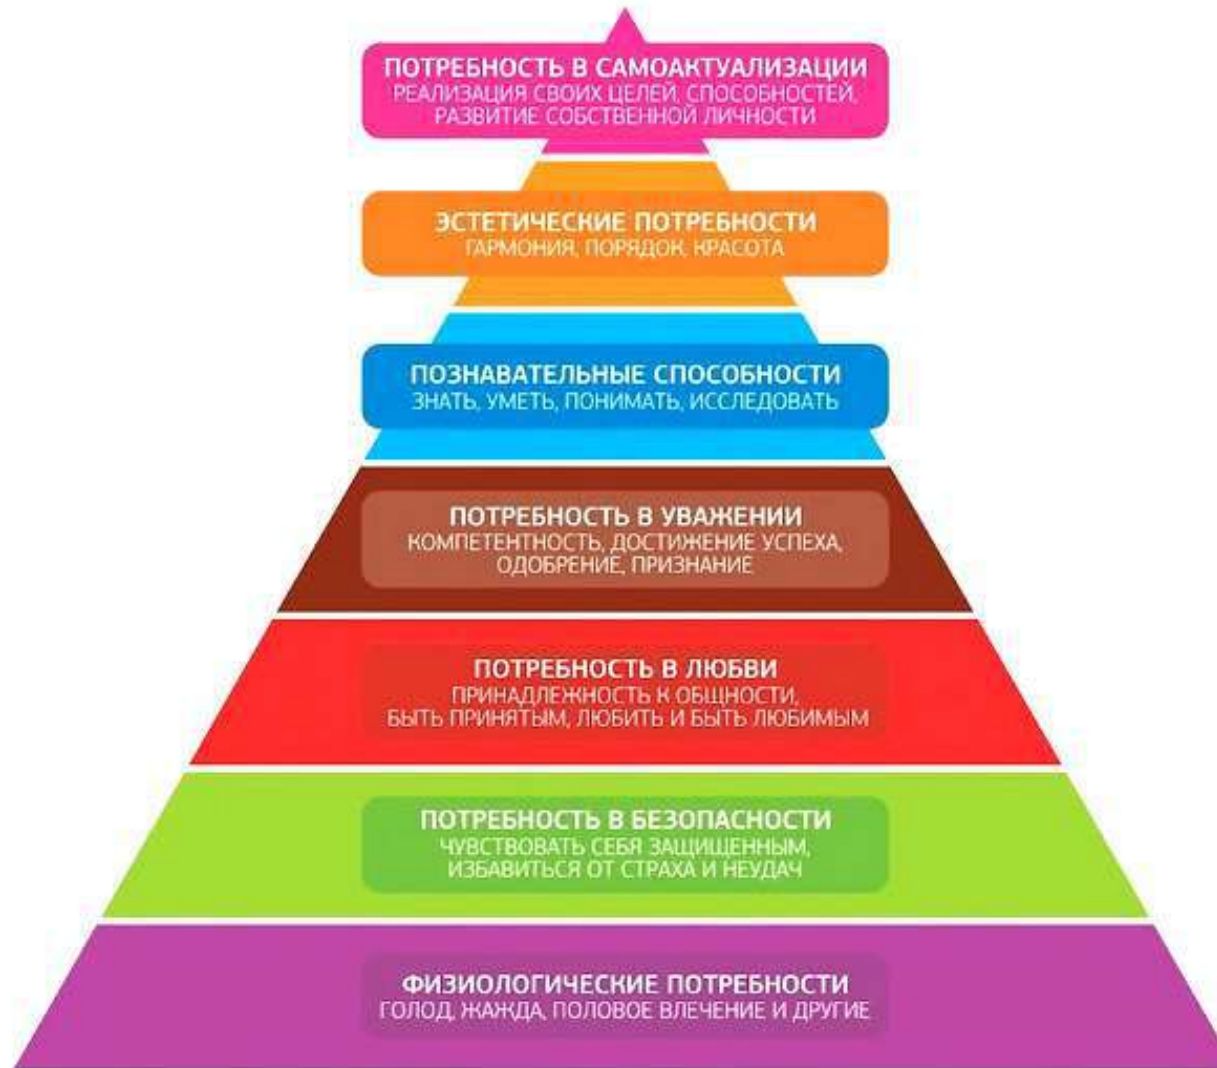 ПОТРЕБНОСТЬ В САМОАКТУАЛИЗАЦИИ
РЕАЛИЗАЦИЯ СВОИХ ЦЕЛЕЙ, СПОСОБНОСТЕЙ,
РАЗВИТИЕ СОБСТВЕННОЙ ЛИЧНОСТИ
ЭСТЕТИЧЕСКИЕ ПОТРЕБНОСТИ
ГАРМОНИЯ, ПОРЯДОК, КРАСОТА
ПОЗНАВАТЕЛЬНЫЕ СПОСОБНОСТИ
ЗНАТЬ, УМЕТЬ, ПОНИМАТЬ, ИССЛЕДОВАТЬ
ПОТРЕБНОСТЬ В УВАЖЕНИИ
КОМПЕТЕНТНОСТЬ, ДОСТИЖЕНИЕ УСПЕХА,
ОДОБРЕНИЕ, ПРИЗНАНИЕ
ПОТРЕБНОСТЬ В ЛЮБВИ
ПРИНАДЛЕЖНОСТЬ К ОБЩНОСТИ,
БЫТЬ ПРИНЯТЫМ, ЛЮБИТЬ И БЫТЬ ЛЮБИМЫМ
ПОТРЕБНОСТЬ В БЕЗОПАСНОСТИ
ЧУВСТВОВАТЬ СЕБЯ ЗАЩИЩЕННЫМ,
ИЗБАВИТЬСЯ ОТ СТРАХА И НЕУДАЧ
ФИЗИОЛОГИЧЕСКИЕ ПОТРЕБНОСТИ
ГОЛОД, ЖАЖДА, ПОЛОВОЕ ВЛЕЧЕНИЕ И ДРУГИЕ